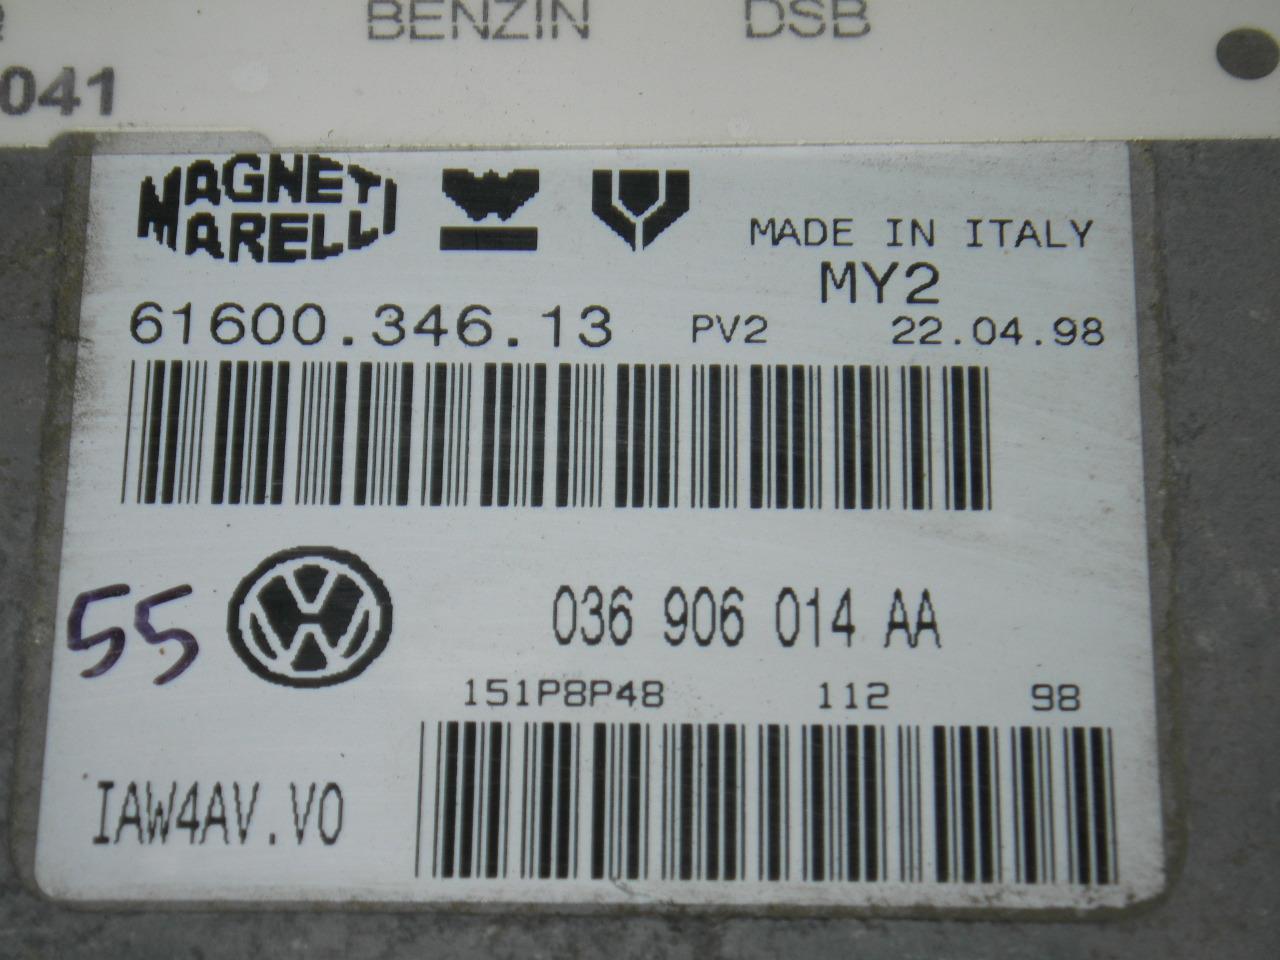 BENZIN DSB
041
MAGNETI
MARELLI
MADE IN ITALY
MY2
61600.346.13 PV2 22.04.98
55
036 906 014 AA
151P8P48 112 98
IAW4AV.V0